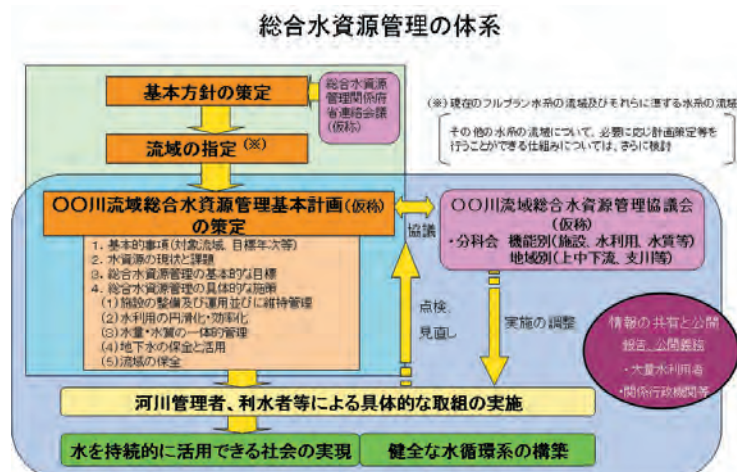 総合水資源管理の体系
基本方針の策定
総合水資源
管理関係府
省連絡会議
(仮称)
(※)現在のフルプラン水系の流域及びそれらに準ずる水系の流域
その他の水系の流域について、必要に応じ計画策定等を
行うことができる仕組みについては、さらに検討
流域の指定(※)
〇〇川流域総合水資源管理基本計画(仮称)
の策定
協議
〇〇川流域総合水資源管理協議会
(仮称)
・分科会 機能別(施設、水利用、水質等)
地域別(上中下流、支川等)
1. 基本的事項(対象流域、目標年次等)
2. 水資源の現状と課題
3. 総合水資源管理の基本的な目標
4. 総合水資源管理の具体的な施策
(1)施設の整備及び運用並びに維持管理
(2)水利用の円滑化・効率化
(3)水量・水質の一体的管理
(4)地下水の保全と活用
(5)流域の保全
点検、
見直し
実施の調整
情報の共有と公開
報告、公開義務
・大量水利用者
・関係行政機関等
河川管理者、利水者等による具体的な取組の実施
水を持続的に活用できる社会の実現
健全な水循環系の構築